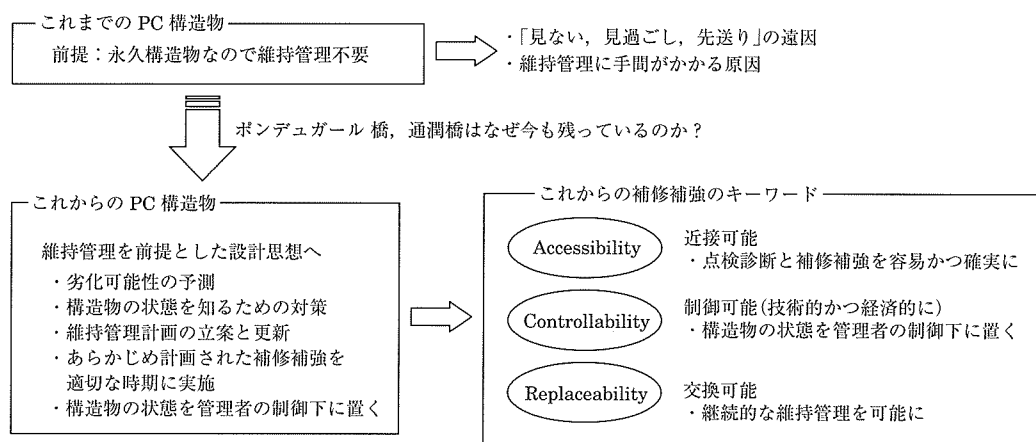 これまでの PC 構造物
前提：永久構造物なので維持管理不要
・「見ない，見過ごし，先送り」の遠因
・維持管理に手間がかかる原因
ポンデュガール 橋，通潤橋はなぜ今も残っているのか？
これからの PC 構造物
維持管理を前提とした設計思想へ
・劣化可能性の予測
・構造物の状態を知るための対策
・維持管理計画の立案と更新
・あらかじめ計画された補修補強を
適切な時期に実施
・構造物の状態を管理者の制御下に置く
これからの補修補強のキーワード
Accessibility
近接可能
・点検診断と補修補強を容易かつ確実に
Controllability
制御可能(技術的かつ経済的に)
・構造物の状態を管理者の制御下に置く
Replaceability
交換可能
・継続的な維持管理を可能に